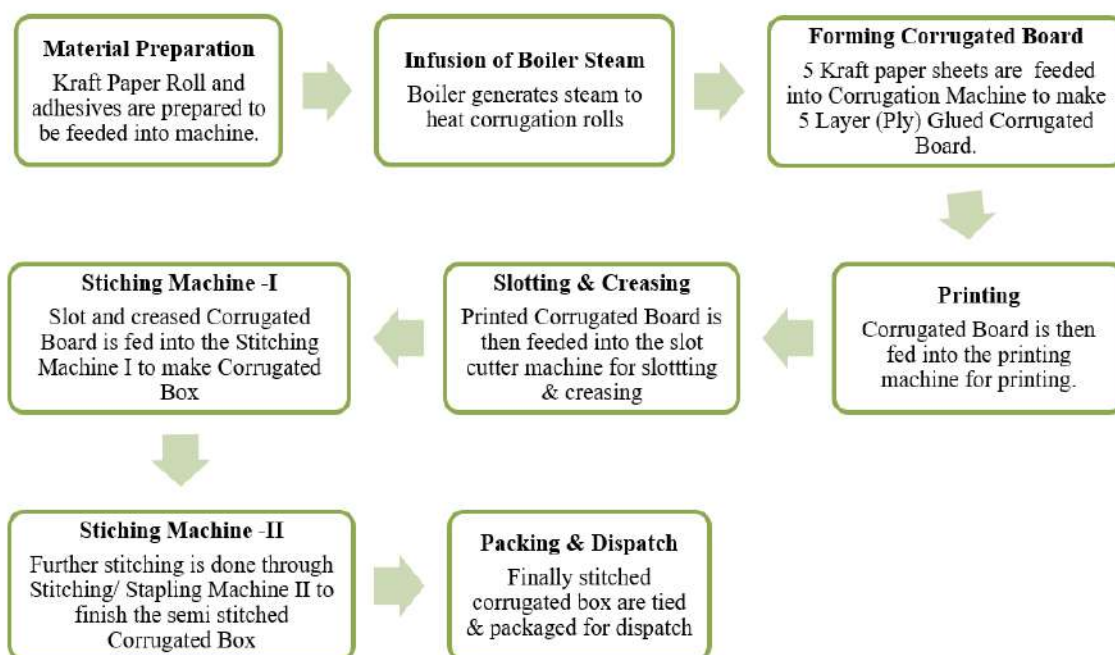 Material Preparation
Kraft Paper Roll and
adhesives are prepared to
be feeded into machine.
Infusion of Boiler Steam
Boiler generates steam to
heat corrugation rolls
Forming Corrugated Board
5 Kraft paper sheets are feeded
into Corrugation Machine to make
5 Layer (Ply) Glued Corrugated
Board.
Printing
Corrugated Board is then
fed into the printing
machine for printing.
Slotting & Creasing
Printed Corrugated Board is
then feeded into the slot
cutter machine for slottting
& creasing
Stiching Machine -I
Slot and creased Corrugated
Board is fed into the Stitching
Machine I to make Corrugated
Box
Stiching Machine -II
Further stitching is done through
Stitching/ Stapling Machine II to
finish the semi stitched
Corrugated Box
Packing & Dispatch
Finally stitched
corrugated box are tied
& packaged for dispatch